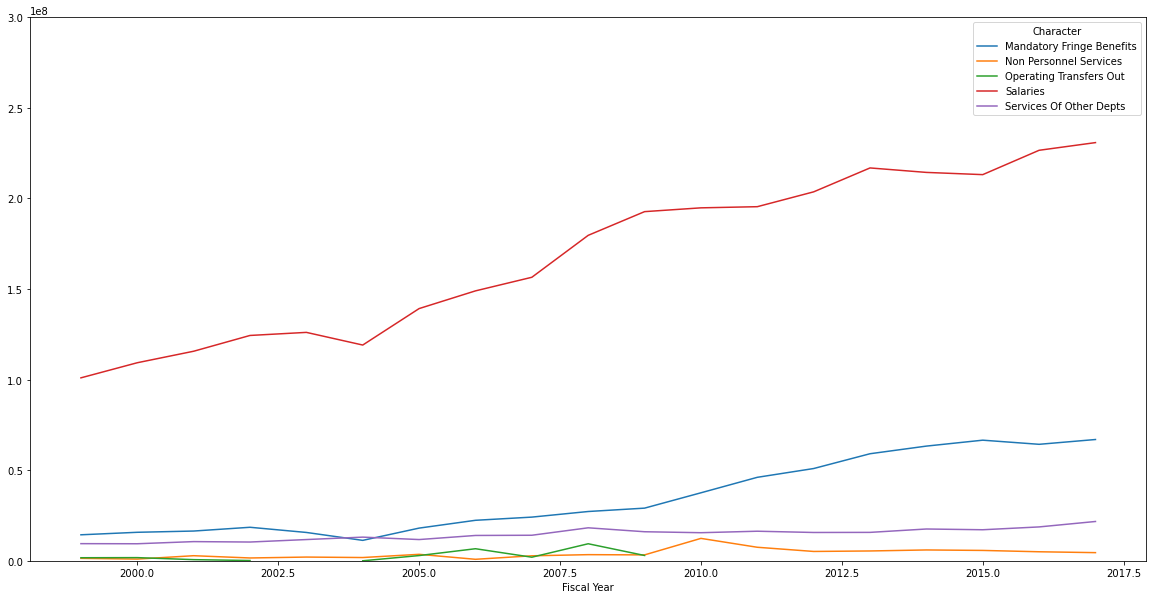 1e8
3.0
2.5
2.0
1.5
1.0
0.5
0.0
Character
Mandatory Fringe Benefits
Non Personnel Services
Operating Transfers Out
Salaries
Services Of Other Depts
2000.0 2002.5 2005.0 2007.5 2010.0 2012.5 2015.0 2017.5
Fiscal Year